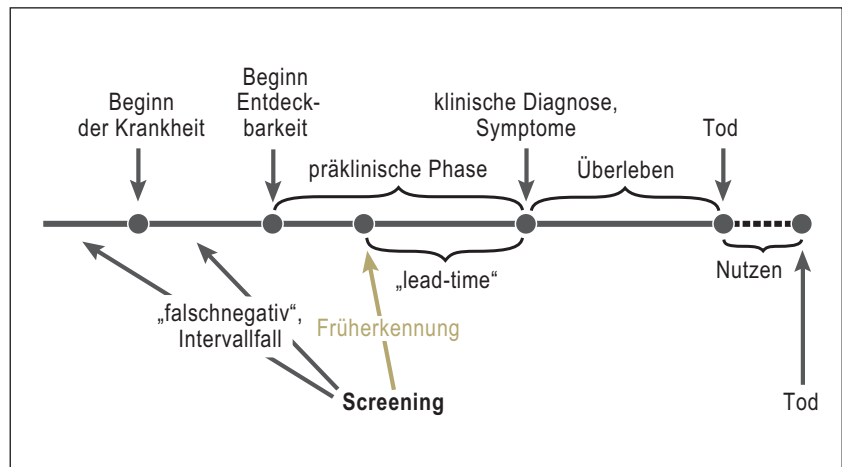 Beginn
der Krankheit
Beginn
Entdeck-
barkeit
klinische Diagnose,
Symptome
Tod
präklinische Phase
Überleben
„lead-time“
Nutzen
„falschnegativ“,
Intervallfall
Früherkennung
Screening
Tod